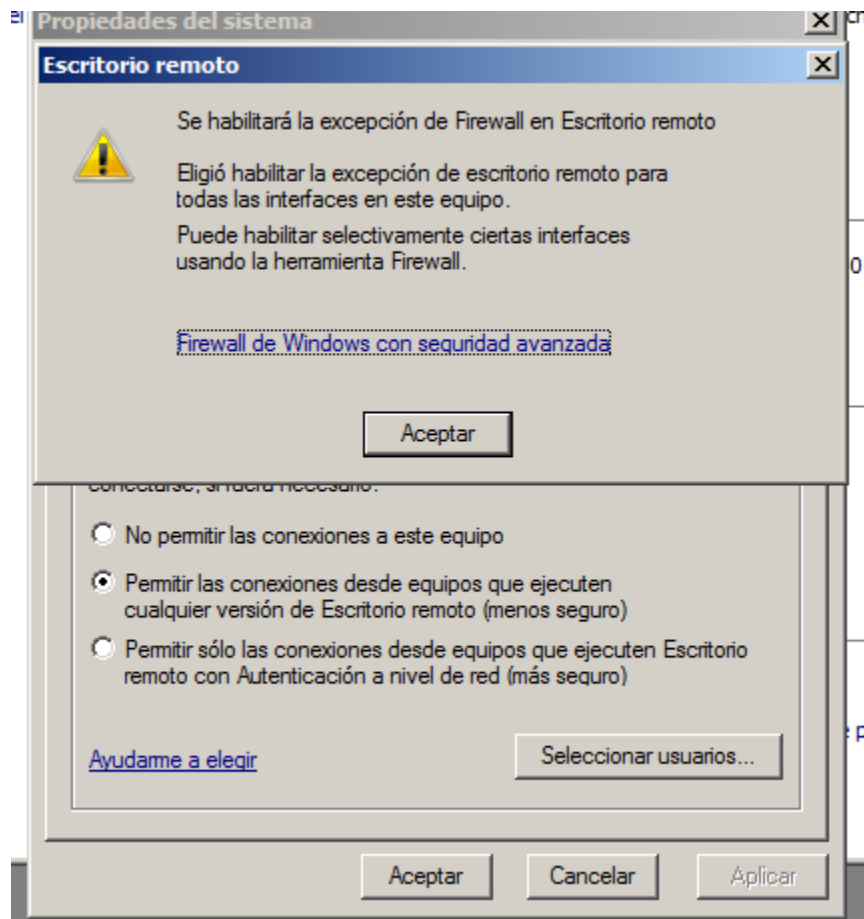 Propiedades del sistema
Escritorio remoto
Se habilitará la excepción de Firewall en Escritorio remoto
Eligió habilitar la excepción de escritorio remoto para
todas las interfaces en este equipo.
Puede habilitar selectivamente ciertas interfaces
usando la herramienta Firewall.
Firewall de Windows con seguridad avanzada
Aceptar
conectarse, si fuera necesario.
No permitir las conexiones a este equipo
Permitir las conexiones desde equipos que ejecuten
cualquier versión de Escritorio remoto (menos seguro)
Permitir sólo las conexiones desde equipos que ejecuten Escritorio
remoto con Autenticación a nivel de red (más seguro)
Ayudarme a elegir
Seleccionar usuarios...
Aceptar
Cancelar
Aplicar